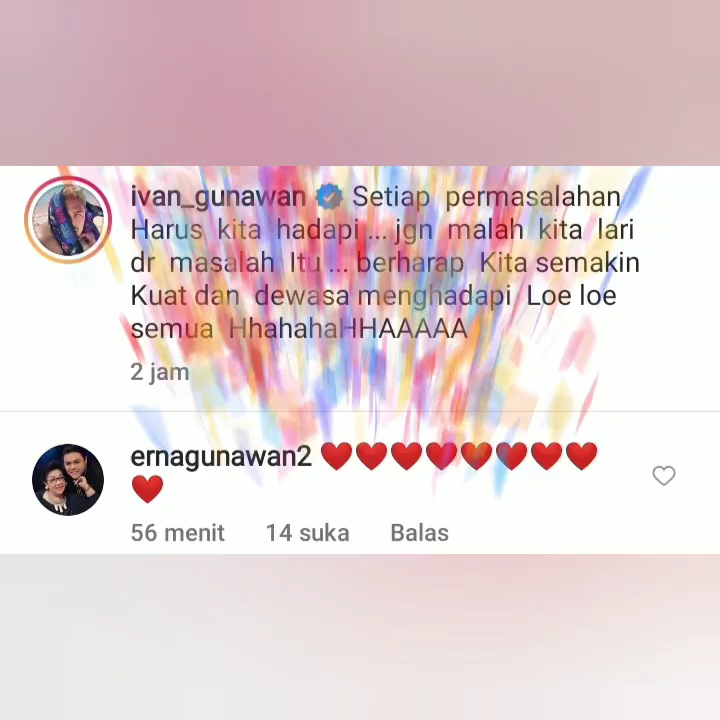 ivan_gunawan Setiap permasalahan
Harus kita hadapi ... jgn malah kita lari
dr masalah Itu ... berharap Kita semakin
Kuat dan dewasa menghadapi Loe loe
semua HhahahaHHAAAAA
2 jam
ernagunawan2 ❤️❤️❤️❤️❤️❤️❤️❤️
❤️
56 menit 14 suka Balas